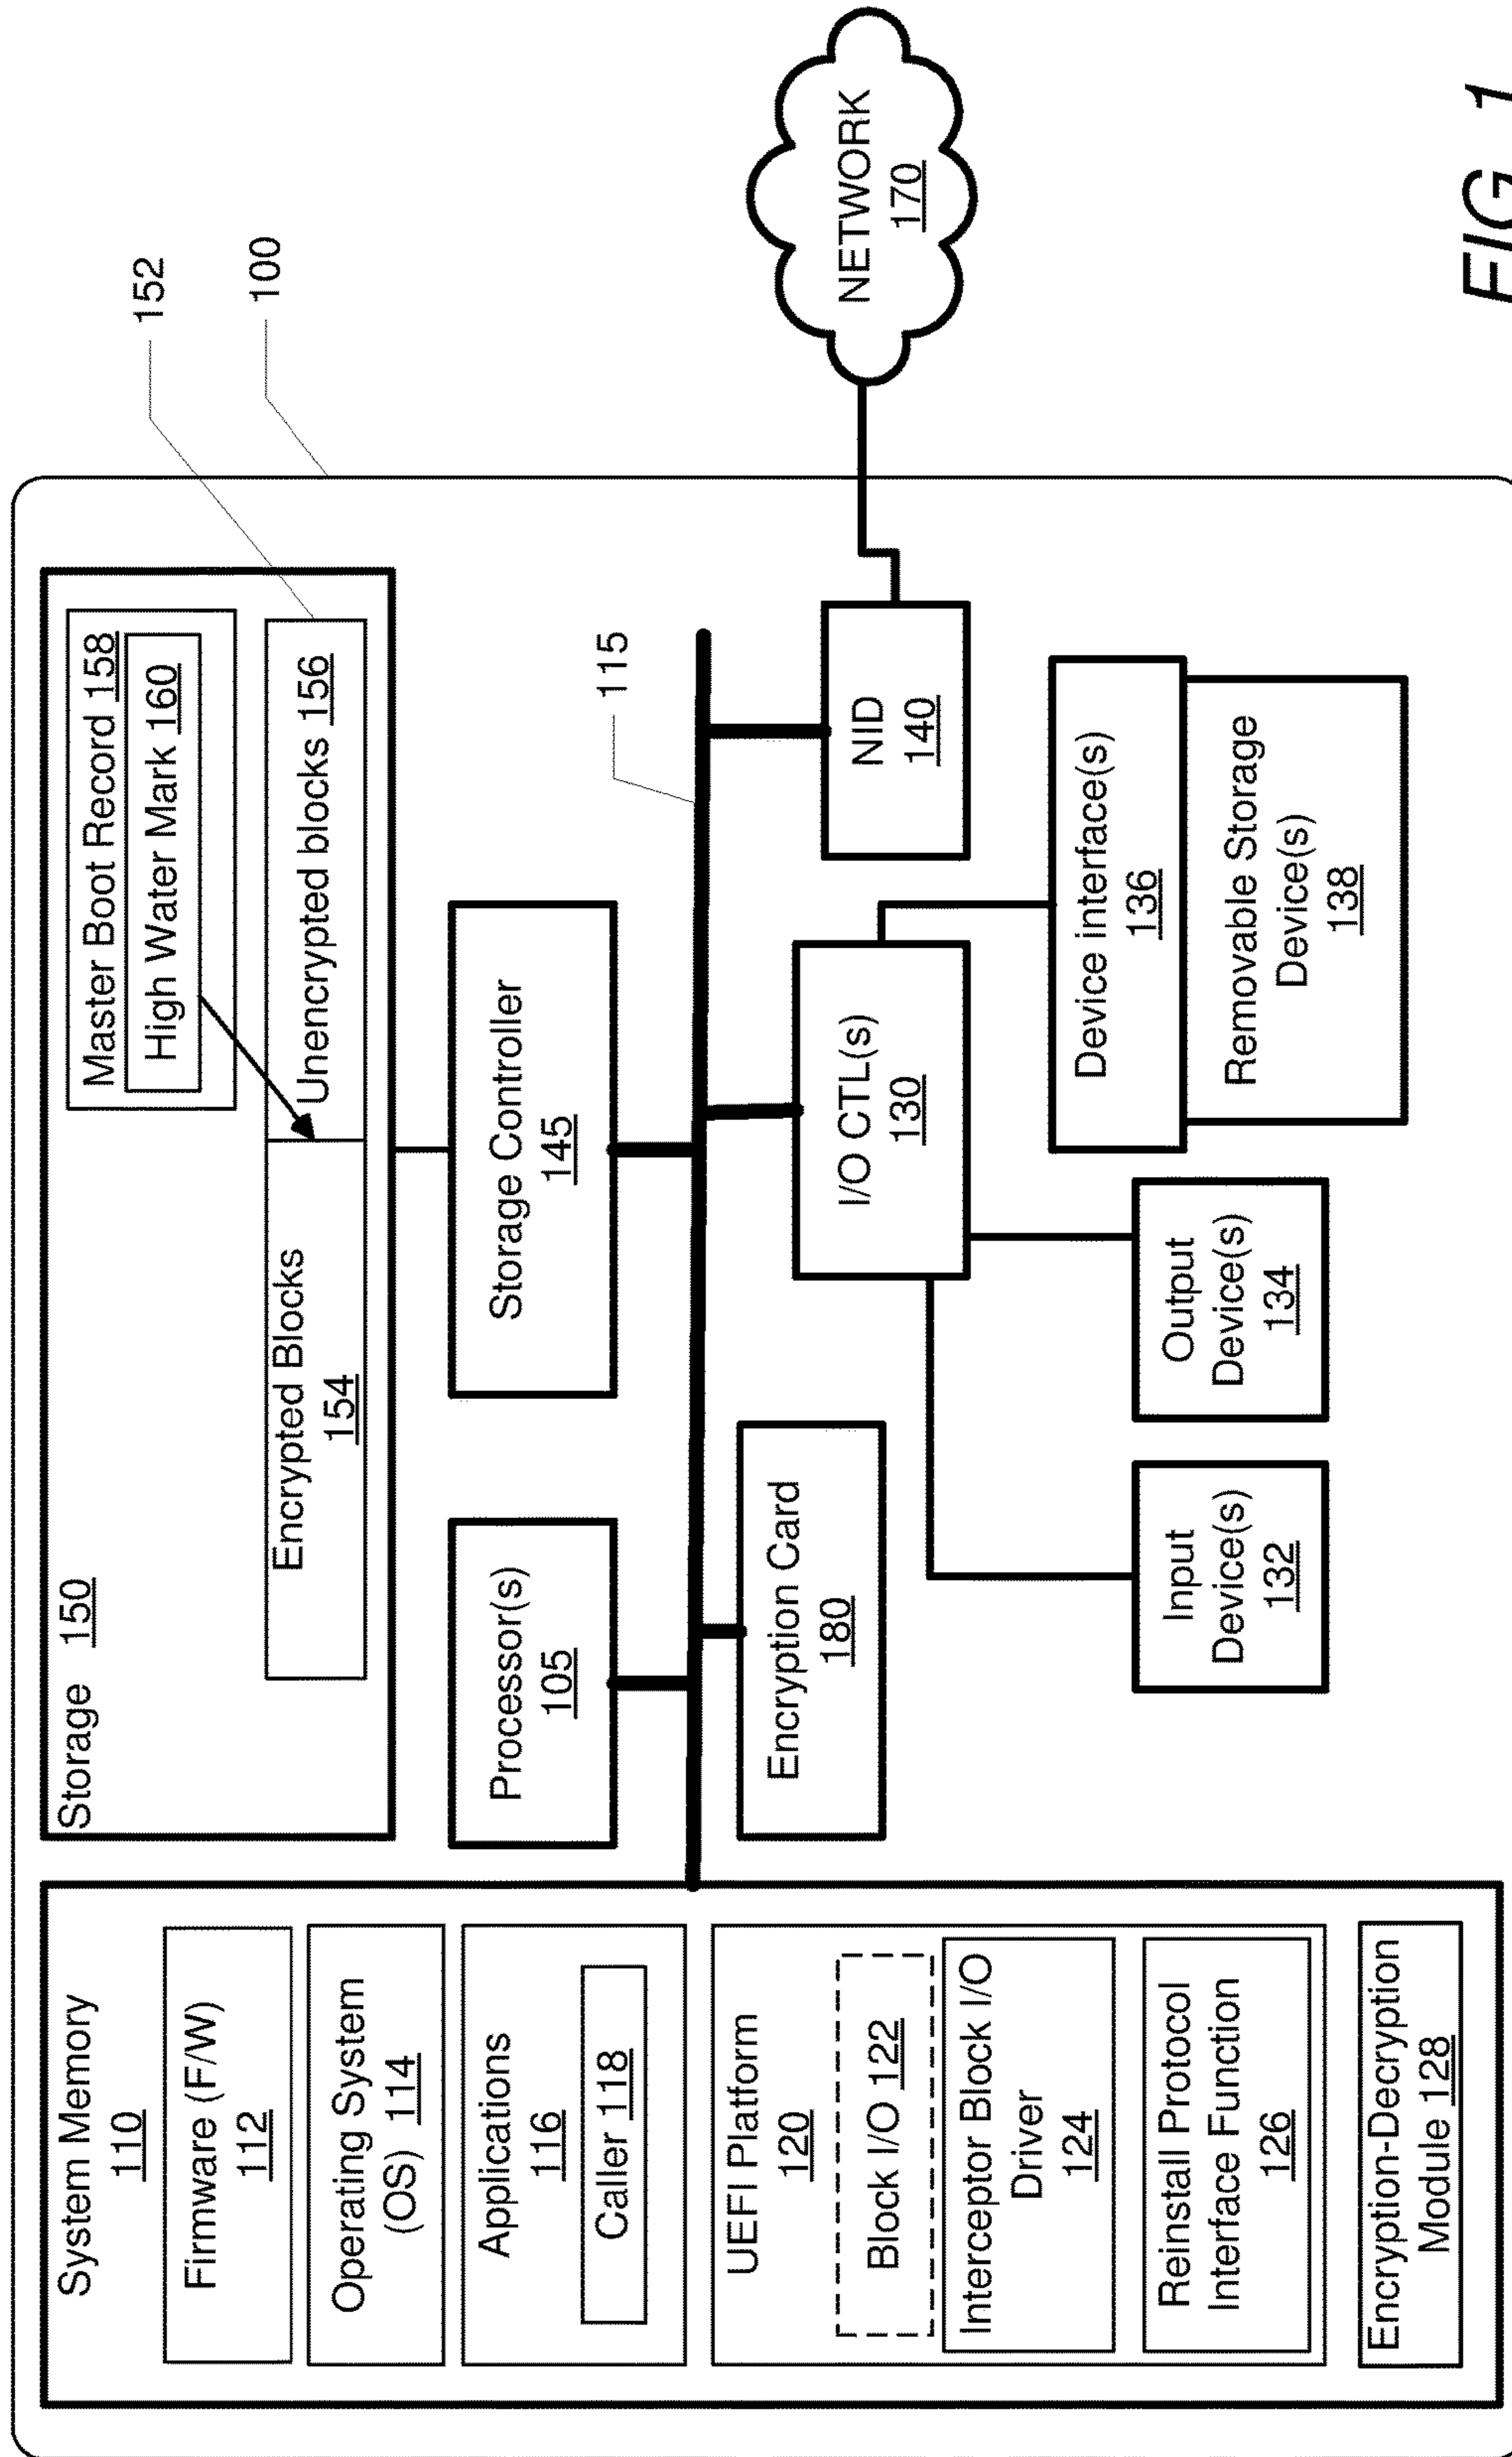 System Memory
110
Firmware (F/W)
112
Operating System
(OS) 114
Applications
116
Caller 118
UEFI Platform
120
Block I/O 122
Interceptor Block I/O
Driver
124
Reinstall Protocol
Interface Function
126
Encryption-Decryption
Module 128
Storage 150
Encrypted Blocks
154
Master Boot Record 158
High Water Mark 160
Unencrypted blocks 156
152
100
Processor(s)
105
Storage Controller
145
115
Encryption Card
180
I/O CTL(s)
130
NID
140
NETWORK
170
Input
Device(s)
132
Output
Device(s)
134
Device interface(s)
136
Removable Storage
Device(s)
138
FIG. 1